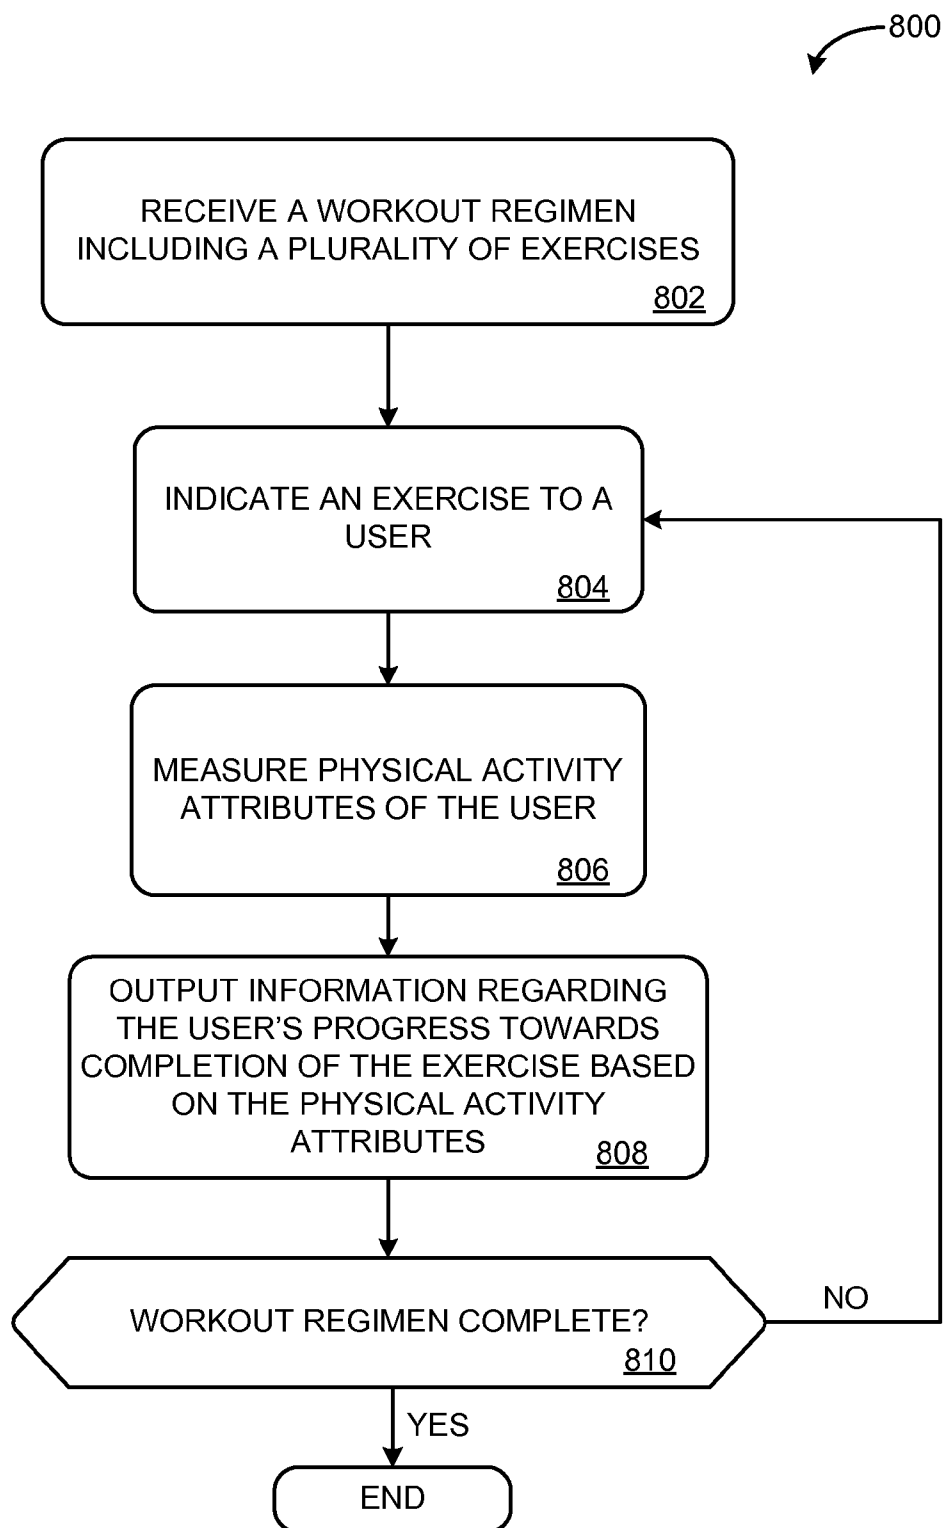 800
RECEIVE A WORKOUT REGIMEN
INCLUDING A PLURALITY OF EXERCISES
802
INDICATE AN EXERCISE TO A
USER
804
MEASURE PHYSICAL ACTIVITY
ATTRIBUTES OF THE USER
806
OUTPUT INFORMATION REGARDING
THE USER'S PROGRESS TOWARDS
COMPLETION OF THE EXERCISE BASED
ON THE PHYSICAL ACTIVITY
ATTRIBUTES
808
WORKOUT REGIMEN COMPLETE?
810
NO
YES
END